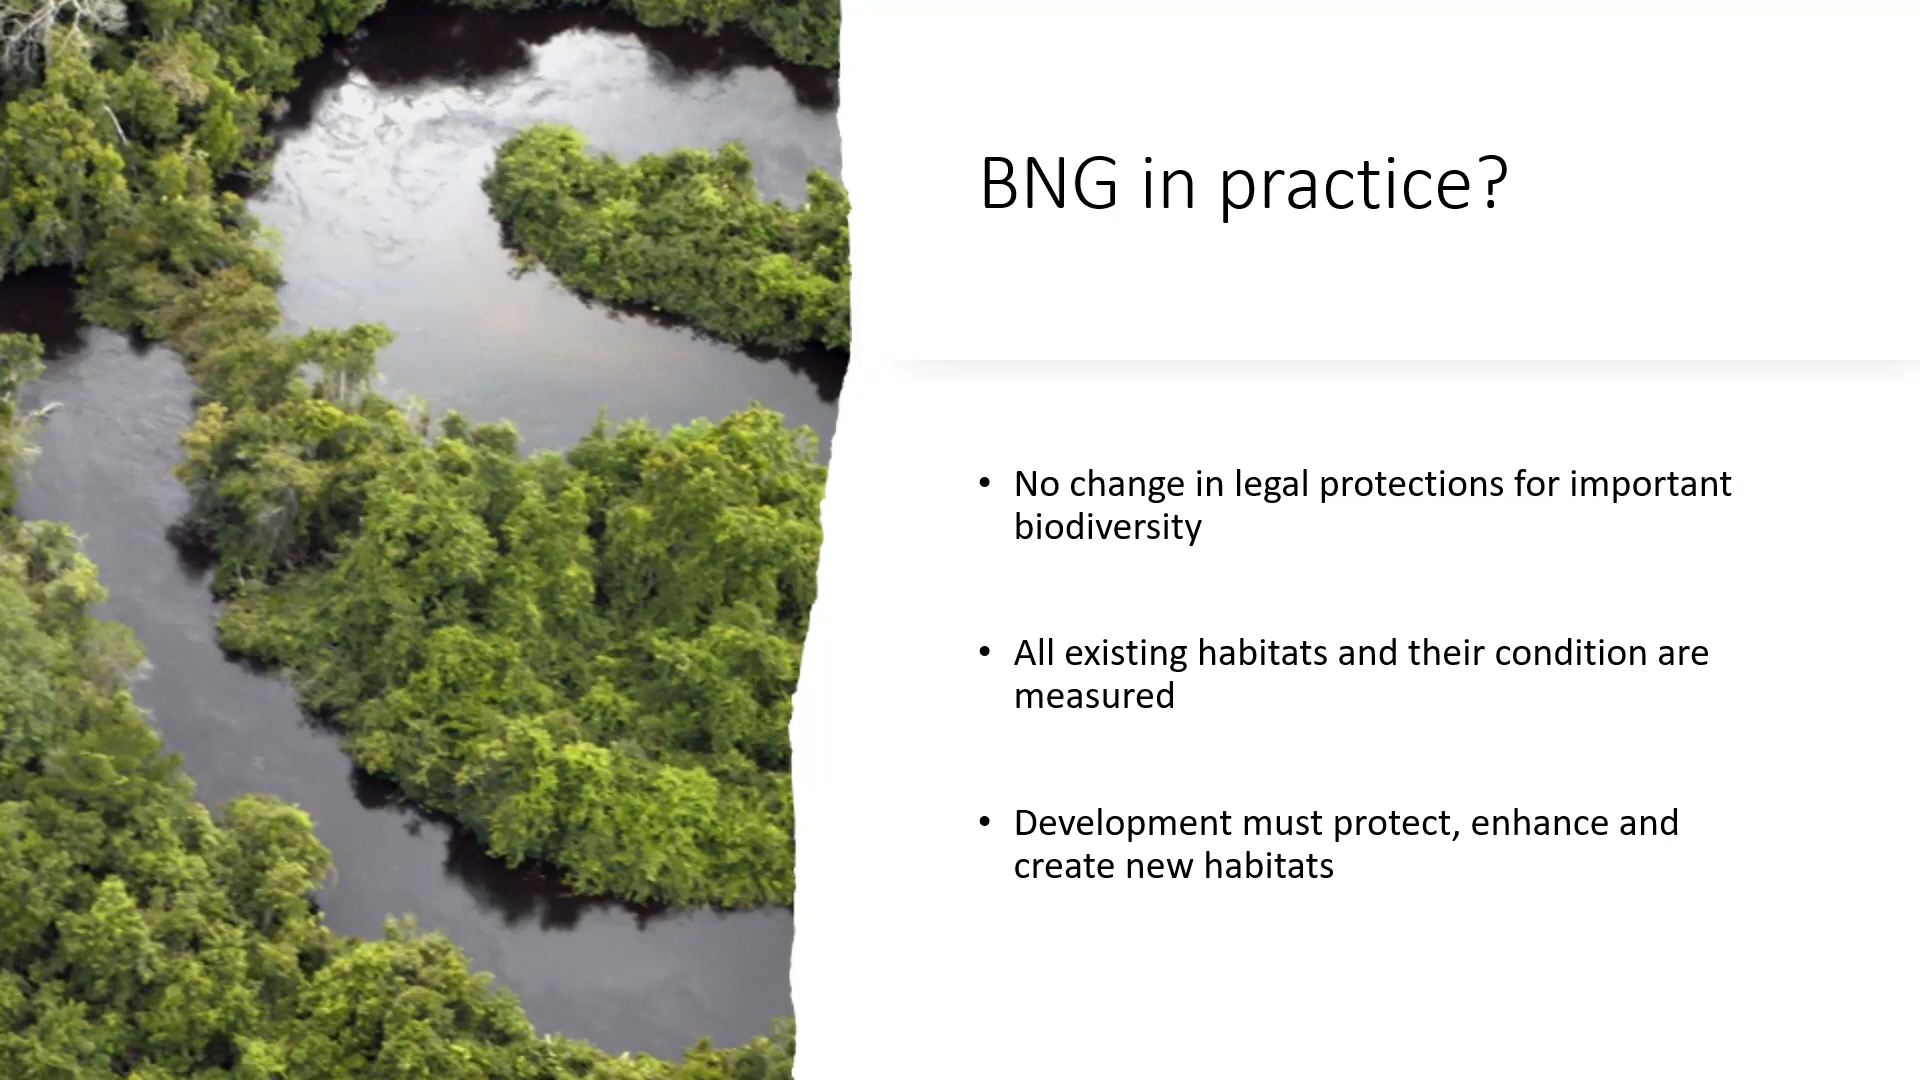 BNG in practice?
• No change in legal protections for important
biodiversity
• All existing habitats and their condition are
measured
• Development must protect, enhance and
create new habitats